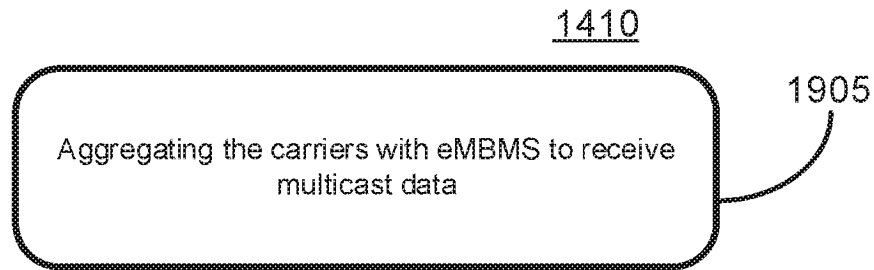 1410
1905
Aggregating the carriers with eMBMS to receive
multicast data